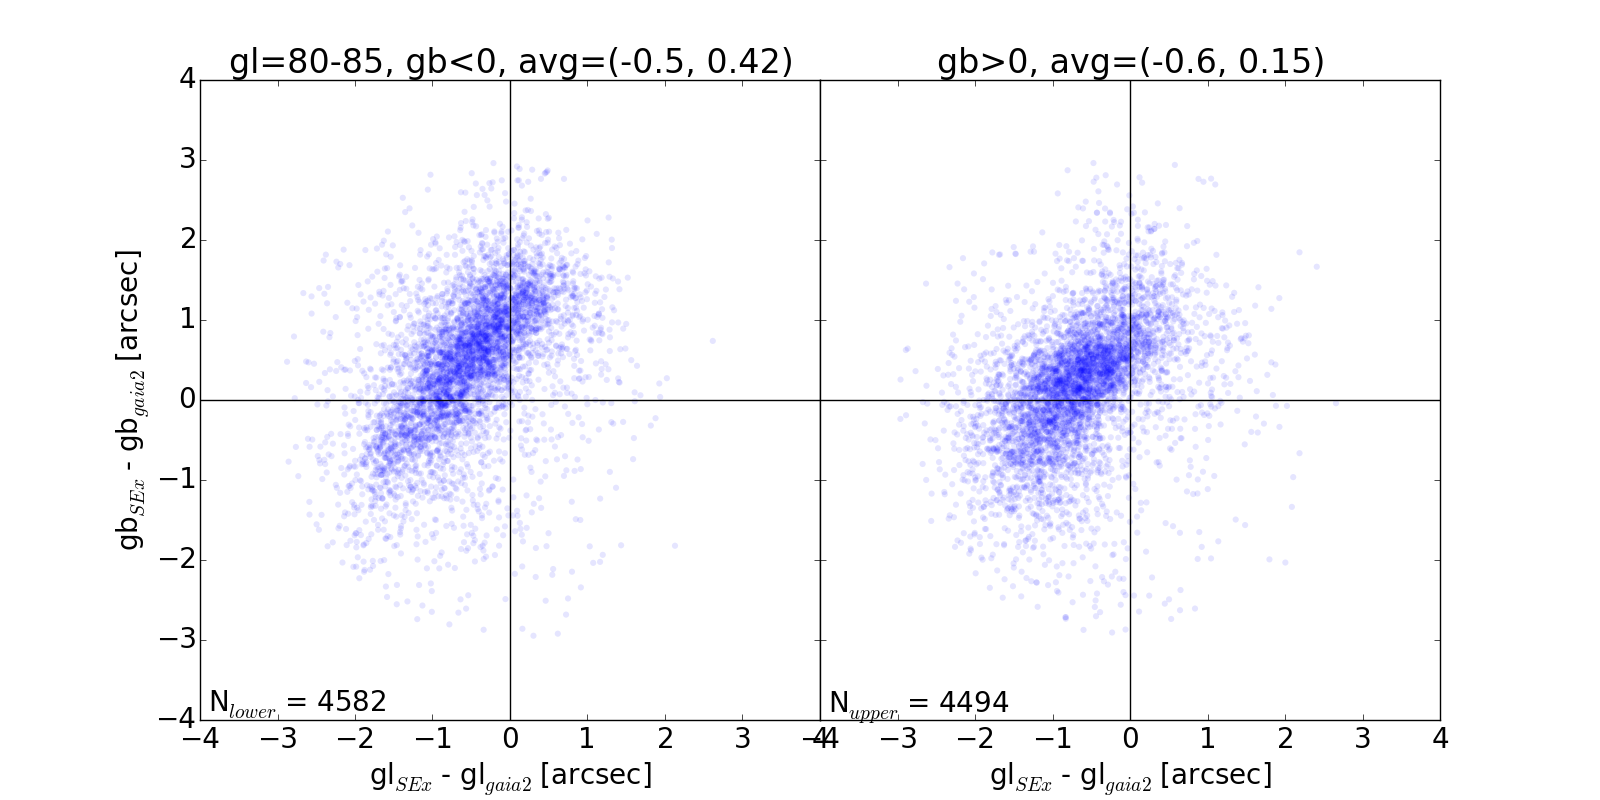 gl=80-85, gb<0, avg=(-0.5, 0.42)
gb>0, avg=(-0.6, 0.15)
4
3
2
1
0
−1
−2
−3
−4
gb_SEx - gb_gaia2 [arcsec]
N_lower = 4582
N_upper = 4494
−4 −3 −2 −1 0 1 2 3 4
−4 −3 −2 −1 0 1 2 3 4
gl_SEx - gl_gaia2 [arcsec]
gl_SEx - gl_gaia2 [arcsec]